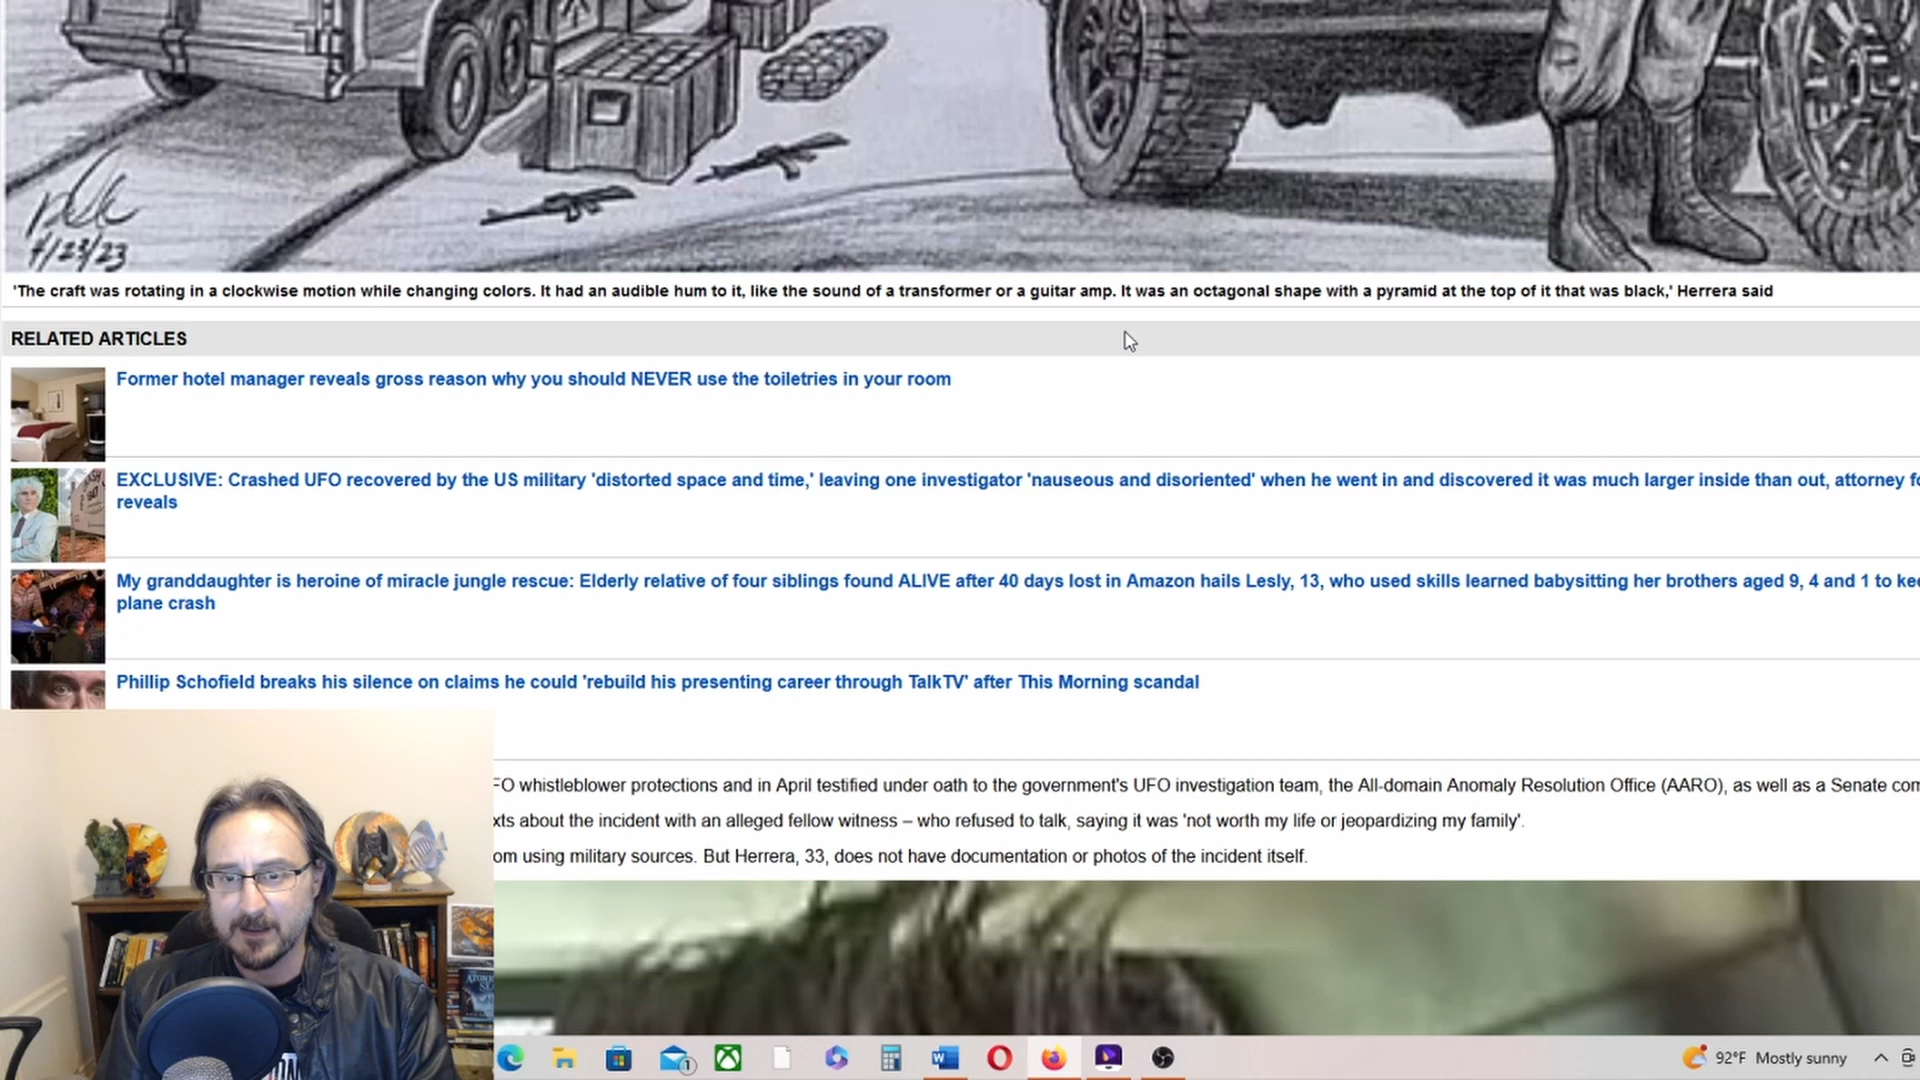 4/23/23
'The craft was rotating in a clockwise motion while changing colors. It had an audible hum to it, like the sound of a transformer or a guitar amp. It was an octagonal shape with a pyramid at the top of it that was black,' Herrera said
RELATED ARTICLES
Former hotel manager reveals gross reason why you should NEVER use the toiletries in your room
EXCLUSIVE: Crashed UFO recovered by the US military 'distorted space and time,' leaving one investigator 'nauseous and disoriented' when he went in and discovered it was much larger inside than out, attorney
reveals
My granddaughter is heroine of miracle jungle rescue: Elderly relative of four siblings found ALIVE after 40 days lost in Amazon hails Lesly, 13, who used skills learned babysitting her brothers aged 9, 4 and 1 to
plane crash
Phillip Schofield breaks his silence on claims he could 'rebuild his presenting career through TalkTV' after This Morning scandal
whistleblower protections and in April testified under oath to the government's UFO investigation team, the All-domain Anomaly Resolution Office (AARO), as well as a Senate
about the incident with an alleged fellow witness – who refused to talk, saying it was 'not worth my life or jeopardizing my family'.
using military sources. But Herrera, 33, does not have documentation or photos of the incident itself.
1
92°F Mostly sunny